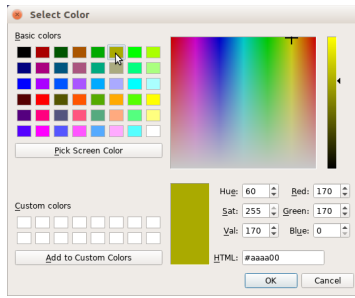 Select Color
Basic colors
Pick Screen Color
Custom colors
Add to Custom Colors
Hue: 60 Red: 170
Sat: 255 Green: 170
Val: 170 Blue: 0
HTML: #aaaa00
OK Cancel